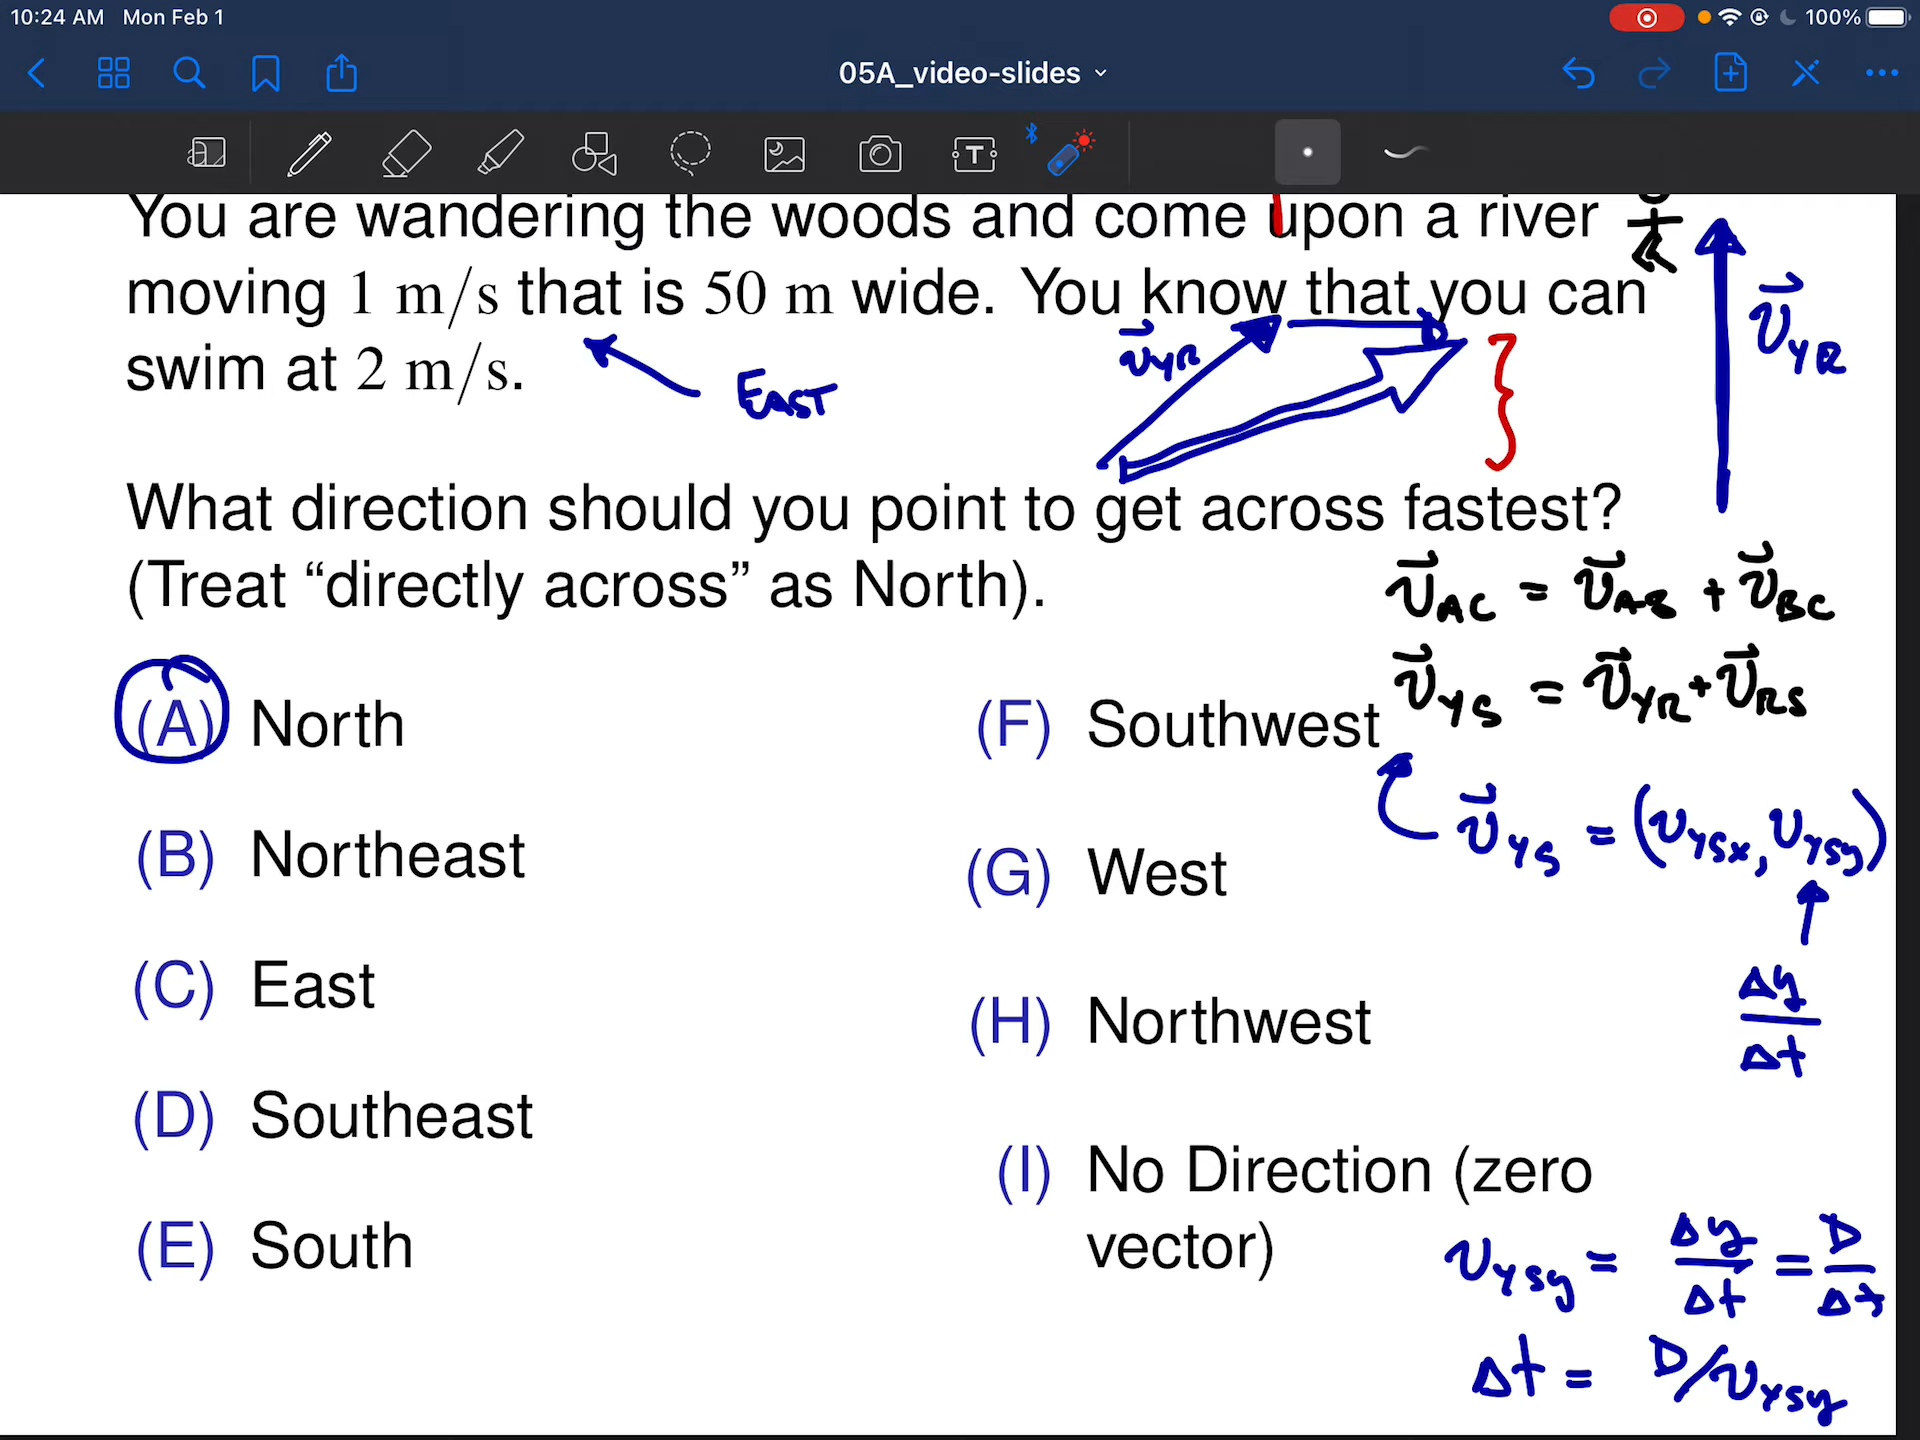 10:24 AM Mon Feb 1
100%
05A_video-slides
You are wandering the woods and come upon a river
moving 1 m/s that is 50 m wide. You know that you can
swim at 2 m/s.
EAST
v⃗YR
v⃗YR
What direction should you point to get across fastest?
(Treat “directly across” as North).
v⃗AC = v⃗AB + v⃗BC
v⃗YS = v⃗YR + v⃗RS
v⃗YS = (vYSx, vYSy)
Δy
Δt
(A) North
(B) Northeast
(C) East
(D) Southeast
(E) South
(F) Southwest
(G) West
(H) Northwest
(I) No Direction (zero
vector)
vYSy = Δy/Δt = D/Δt
Δt = D/vYSy